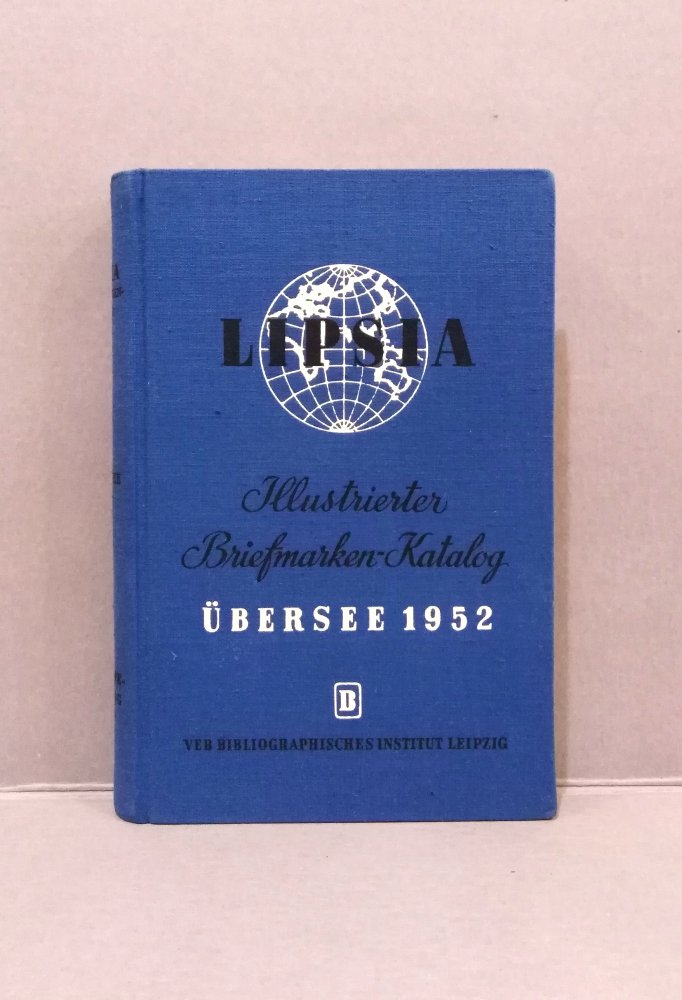 LIPSIA
Illustrierter
Briefmarken-Katalog
ÜBERSEE 1952
B
VEB BIBLIOGRAPHISCHES INSTITUT LEIPZIG